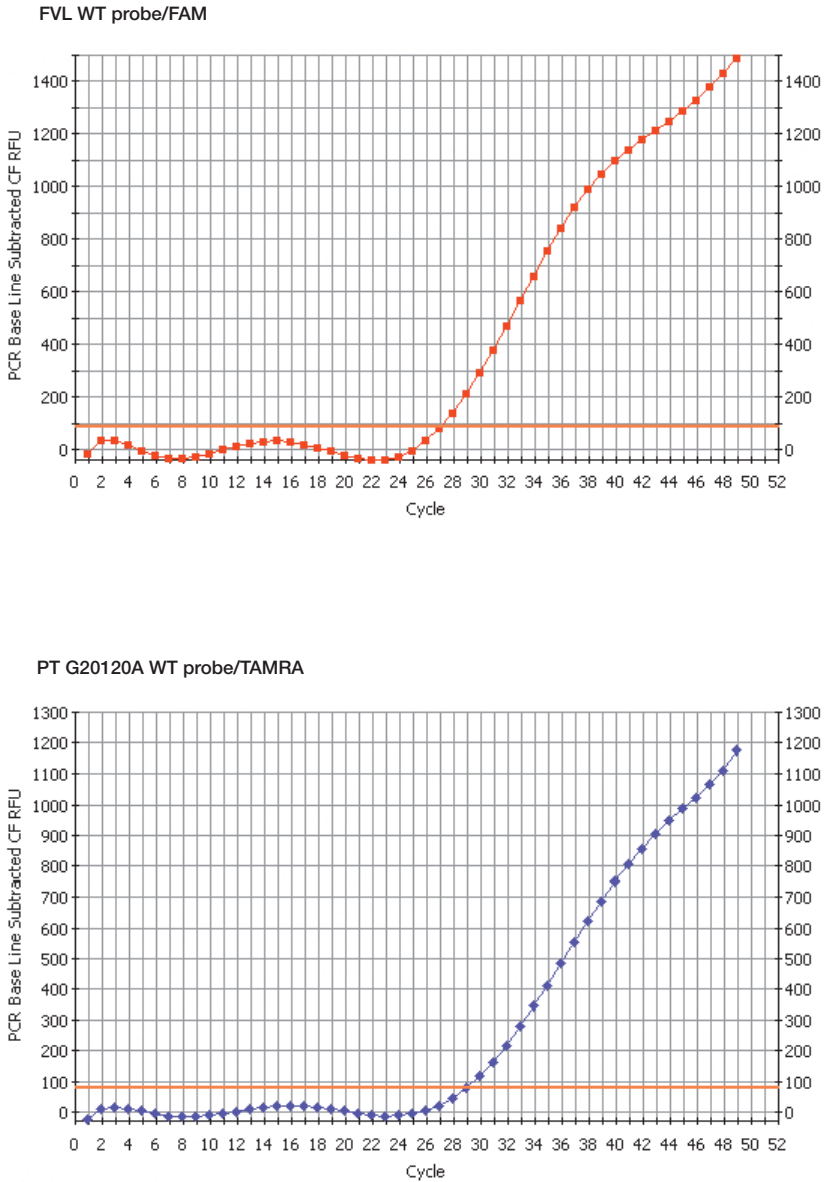 FVL WT probe/FAM
PCR Base Line Subtracted CF RFU
1400 1400
1200 1200
1000 1000
800 800
600 600
400 400
200 200
0 0
0 2 4 6 8 10 12 14 16 18 20 22 24 26 28 30 32 34 36 38 40 42 44 46 48 50 52
Cycle
PT G20120A WT probe/TAMRA
PCR Base Line Subtracted CF RFU
1300 1300
1200 1200
1100 1100
1000 1000
900 900
800 800
700 700
600 600
500 500
400 400
300 300
200 200
100 100
0 0
0 2 4 6 8 10 12 14 16 18 20 22 24 26 28 30 32 34 36 38 40 42 44 46 48 50 52
Cycle